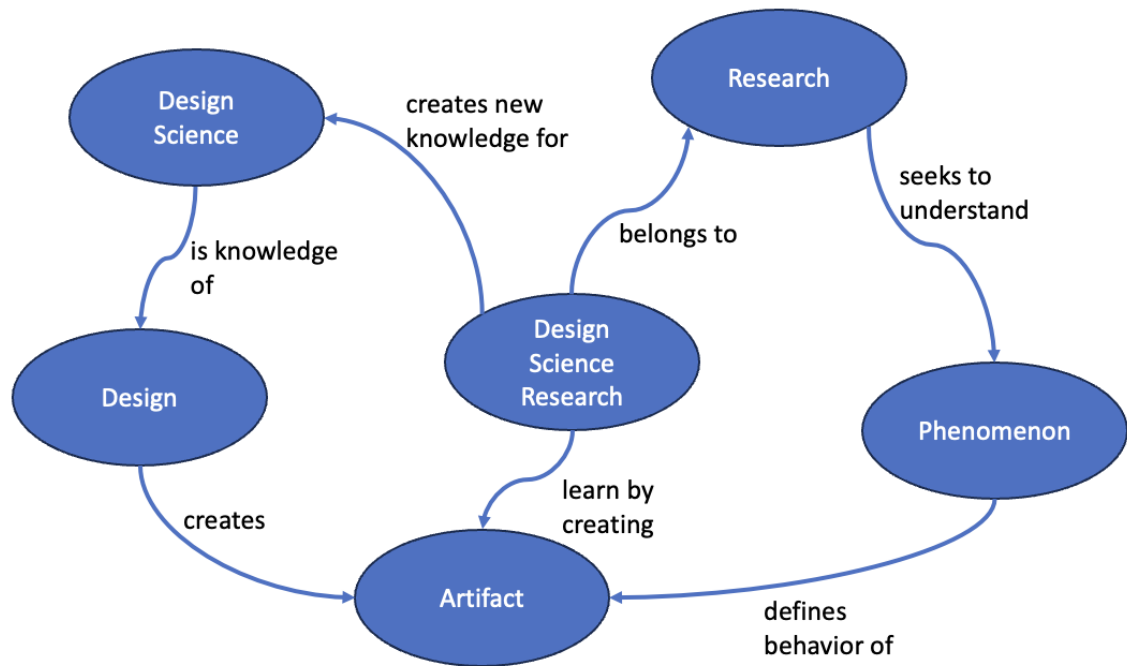 Design
Science
creates new
knowledge for
Research
seeks to
understand
belongs to
is knowledge
of
Design
Science
Research
Design
Phenomenon
learn by
creating
creates
Artifact
defines
behavior of